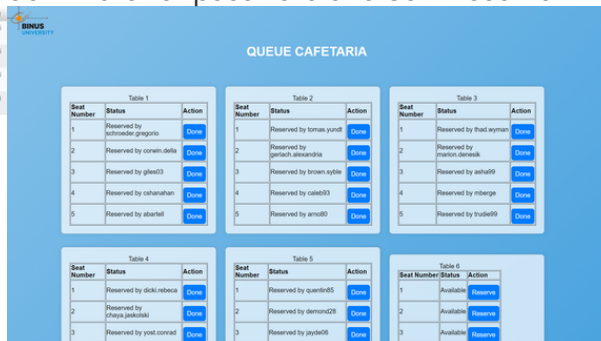 BINUS
UNIVERSITY
QUEUE CAFETARIA
Table 1
Seat Number Status Action
1 Reserved by schroeder.gregorio Done
2 Reserved by corwin.della Done
3 Reserved by giles03 Done
4 Reserved by cshanahan Done
5 Reserved by abartell Done
Table 2
Seat Number Status Action
1 Reserved by tomas.yundt Done
2 Reserved by gerlach.alexandria Done
3 Reserved by brown.syble Done
4 Reserved by caleb93 Done
5 Reserved by arno80 Done
Table 3
Seat Number Status Action
1 Reserved by thad.wyman Done
2 Reserved by marlon.denesik Done
3 Reserved by asha99 Done
4 Reserved by mberge Done
5 Reserved by trudie99 Done
Table 4
Seat Number Status Action
1 Reserved by dicki.rebeca Done
2 Reserved by chaya.jaskolski Done
3 Reserved by yost.conrad Done
Table 5
Seat Number Status Action
1 Reserved by quentin85 Done
2 Reserved by demond28 Done
3 Reserved by jayde06 Done
Table 6
Seat Number Status Action
1 Available Reserve
2 Available Reserve
3 Available Reserve